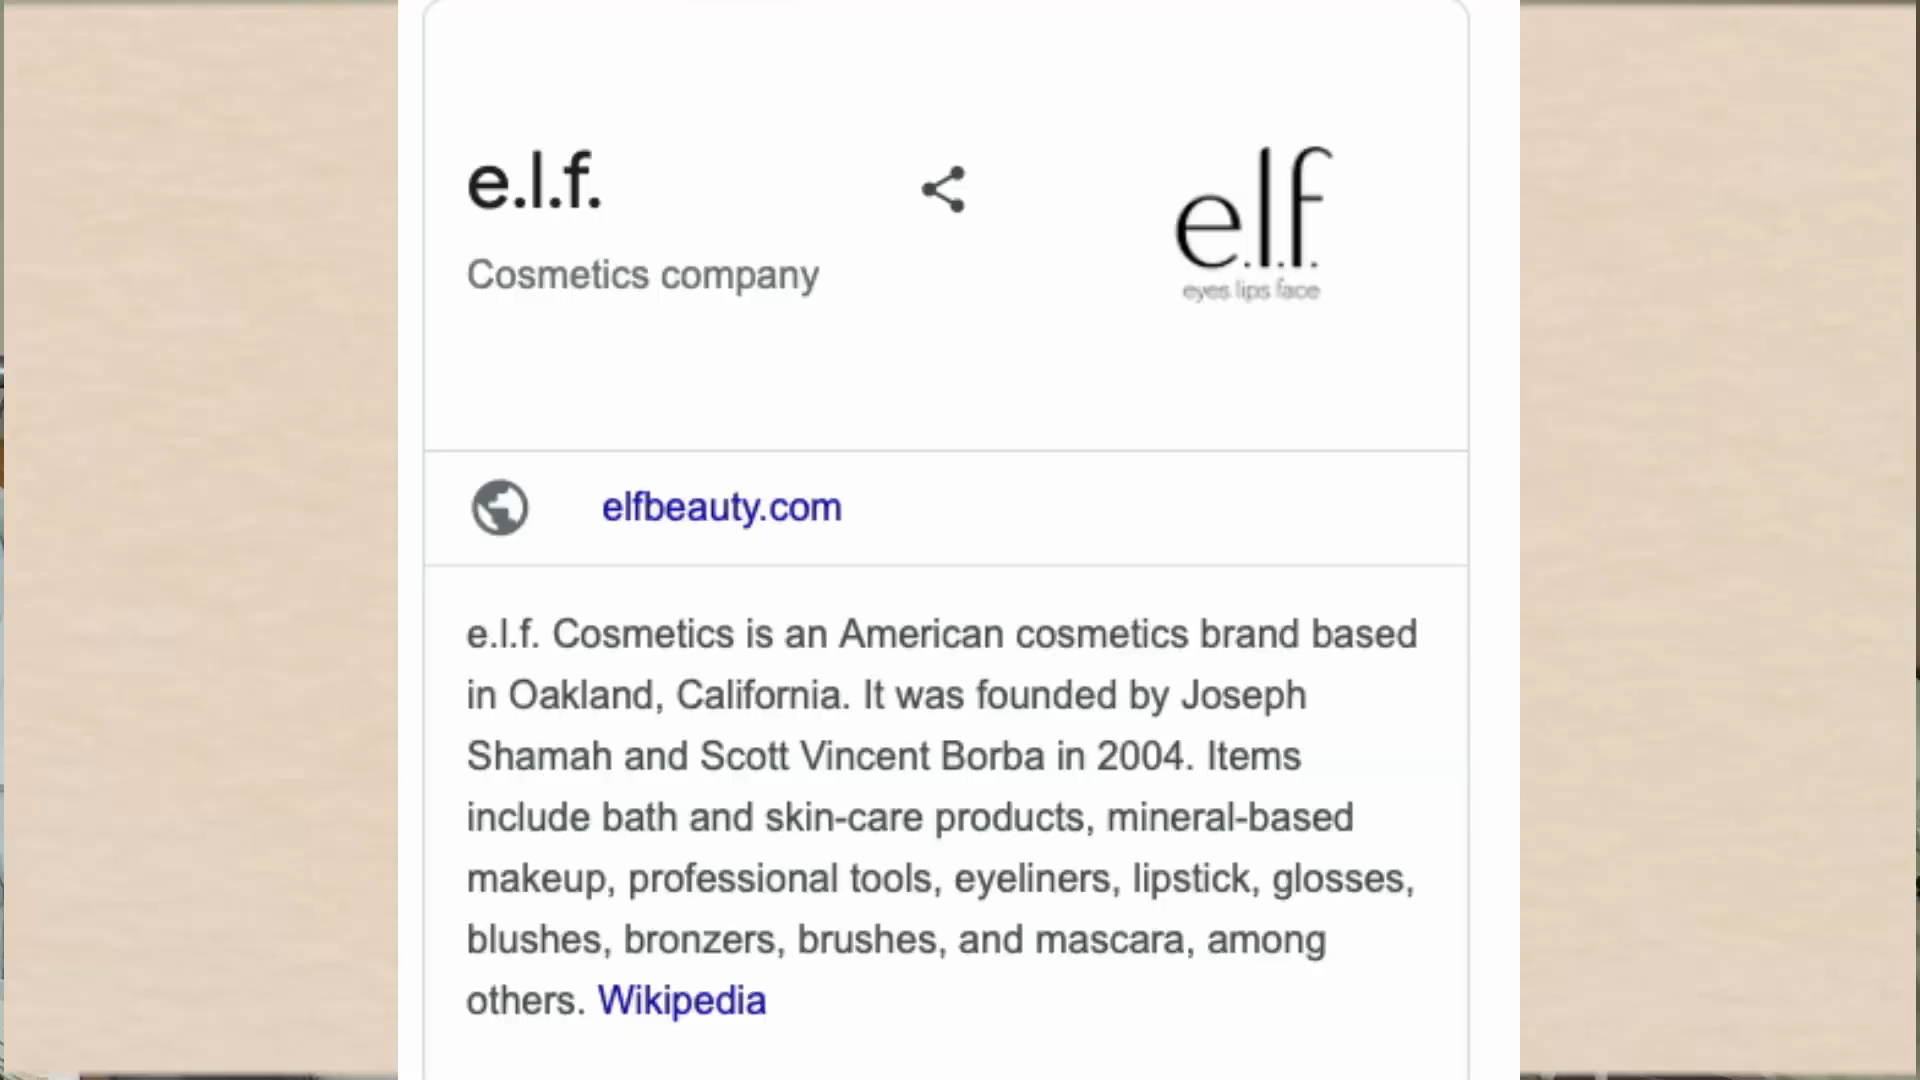 e.l.f.
Cosmetics company
e.l.f.
eyes lips face
elfbeauty.com
e.l.f. Cosmetics is an American cosmetics brand based
in Oakland, California. It was founded by Joseph
Shamah and Scott Vincent Borba in 2004. Items
include bath and skin-care products, mineral-based
makeup, professional tools, eyeliners, lipstick, glosses,
blushes, bronzers, brushes, and mascara, among
others. Wikipedia